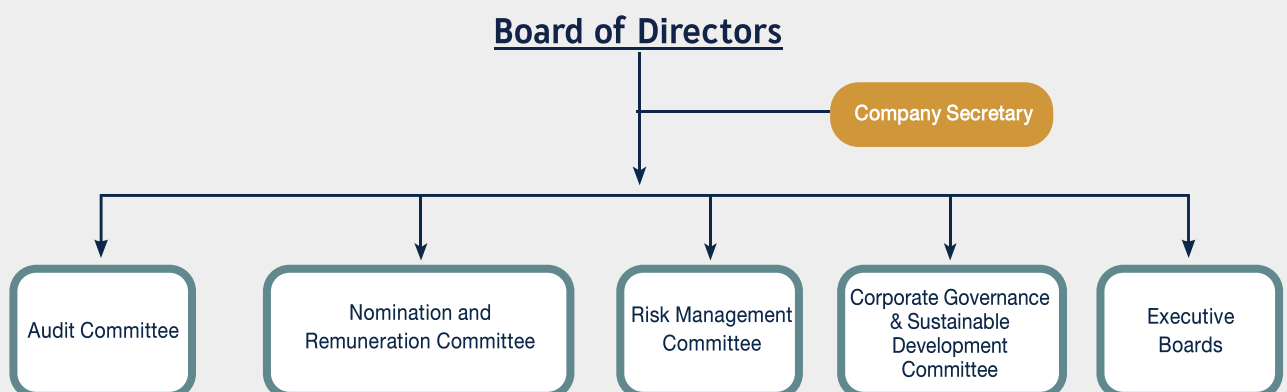 Board of Directors
Company Secretary
Audit Committee
Nomination and
Remuneration Committee
Risk Management
Committee
Corporate Governance
& Sustainable
Development
Committee
Executive
Boards